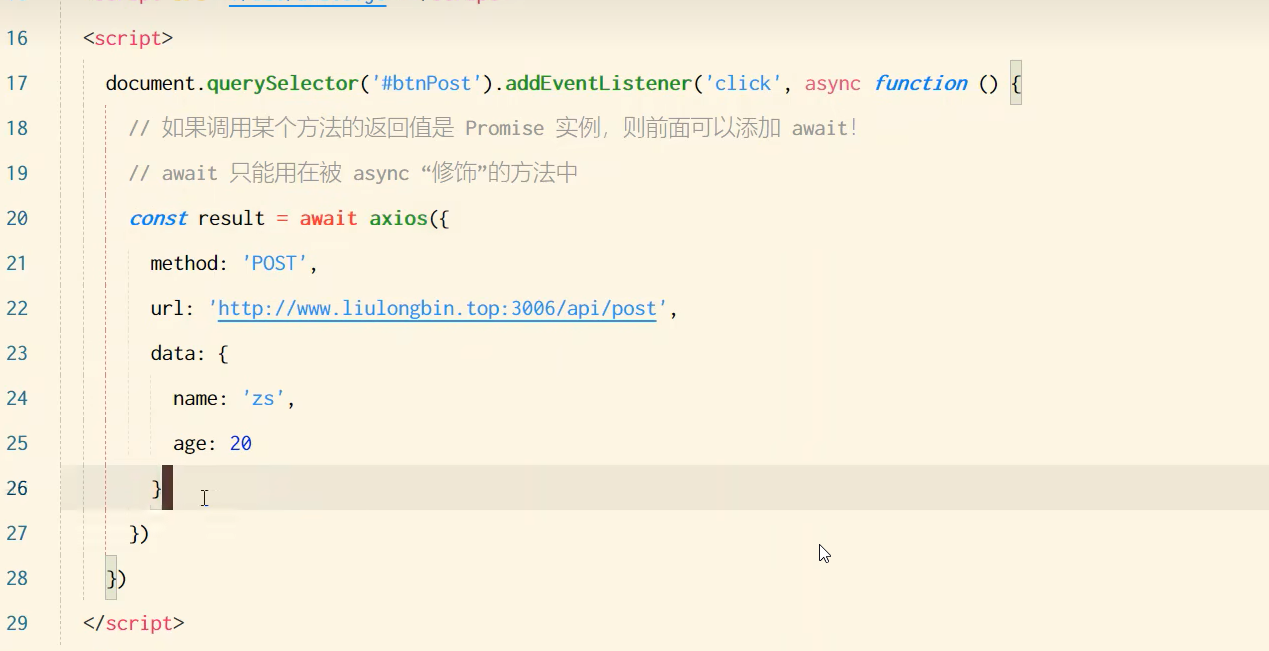 16 <script>
17 document.querySelector('#btnPost').addEventListener('click', async function () {
18 // 如果调用某个方法的返回值是 Promise 实例，则前面可以添加 await！
19 // await 只能用在被 async “修饰”的方法中
20 const result = await axios({
21 method: 'POST',
22 url: 'http://www.liulongbin.top:3006/api/post',
23 data: {
24 name: 'zs',
25 age: 20
26 }
27 })
28 })
29 </script>